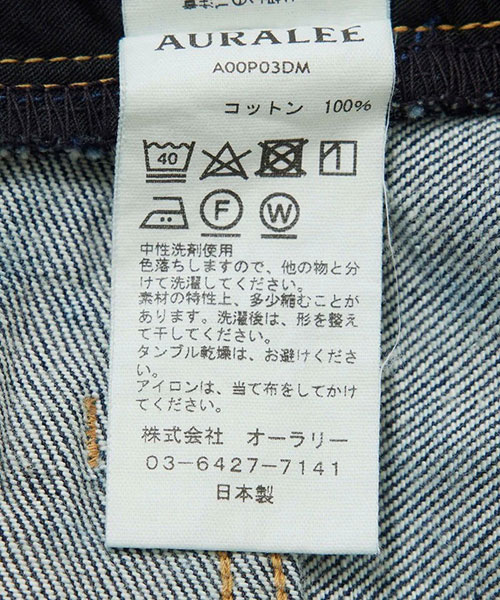 AURALEE
A00P03DM
コットン 100%
40
F W
中性洗剤使用
色落ちしますので、他の物と分
けて洗濯してください。
素材の特性上、多少縮むことが
あります。洗濯後は、形を整え
て干してください。
タンブル乾燥は、お避けくださ
い。
アイロンは、当て布をしてかけ
てください。
株式会社 オーラリー
03-6427-7141
日本製